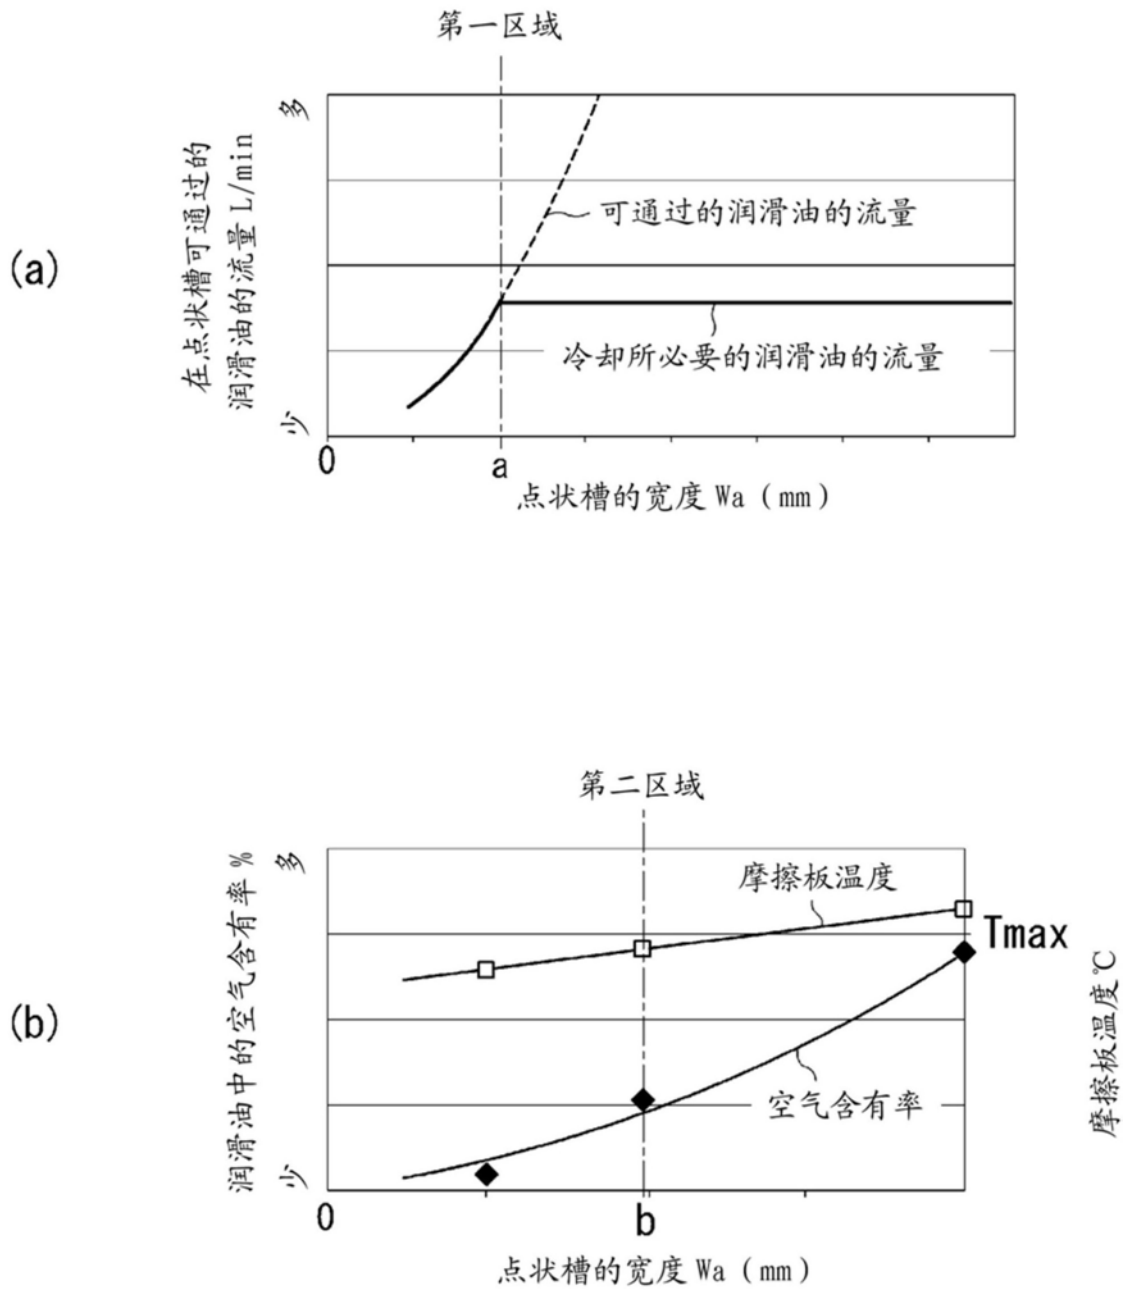 第一区域
(a)
在点状槽可通过的
润滑油的流量 L/min
多
少
可通过的润滑油的流量
冷却所必要的润滑油的流量
0
a
点状槽的宽度 Wa (mm)
第二区域
(b)
润滑油中的空气含有率 %
多
少
摩擦板温度
Tmax
空气含有率
摩擦板温度℃
0
b
点状槽的宽度 Wa (mm)